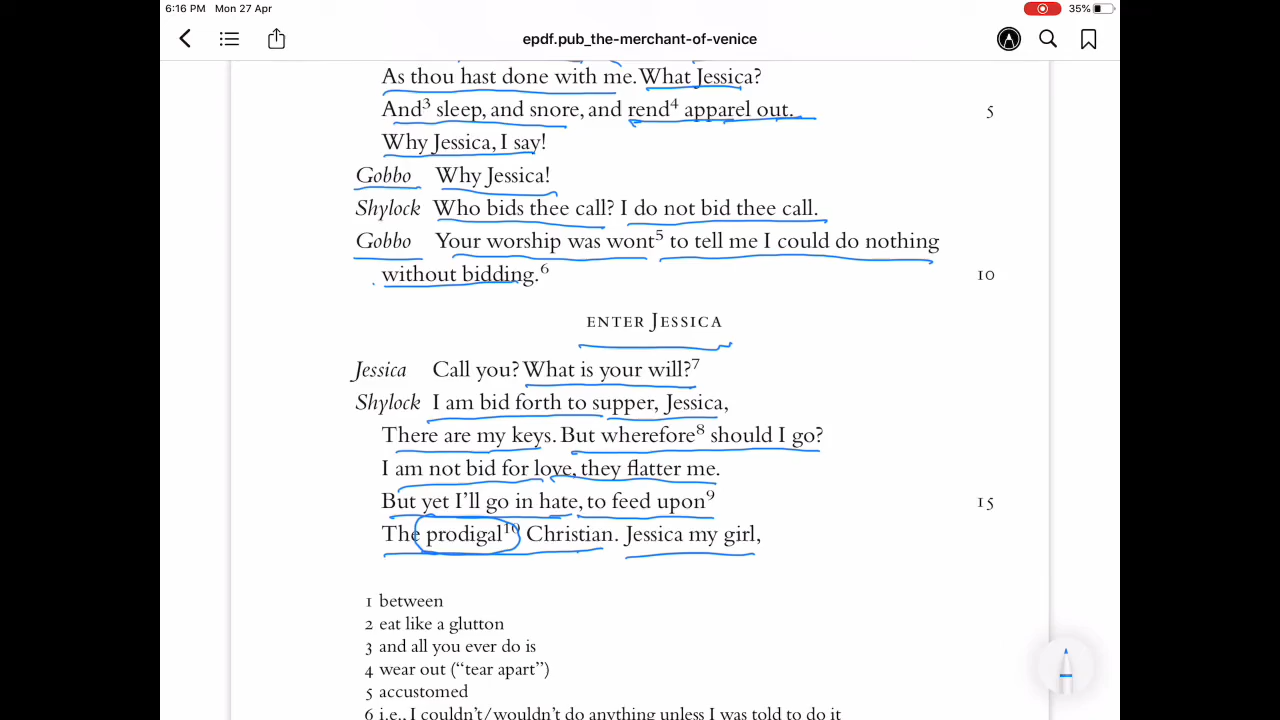 6:16 PM Mon 27 Apr
35%
epdf.pub_the-merchant-of-venice
As thou hast done with me. What Jessica?
And³ sleep, and snore, and rend⁴ apparel out. 5
Why Jessica, I say!
Gobbo Why Jessica!
Shylock Who bids thee call? I do not bid thee call.
Gobbo Your worship was wont⁵ to tell me I could do nothing
without bidding.⁶ 10
ENTER JESSICA
Jessica Call you? What is your will?⁷
Shylock I am bid forth to supper, Jessica,
There are my keys. But wherefore⁸ should I go?
I am not bid for love, they flatter me.
But yet I'll go in hate, to feed upon⁹ 15
The prodigal¹⁰ Christian. Jessica my girl,
1 between
2 eat like a glutton
3 and all you ever do is
4 wear out ("tear apart")
5 accustomed
6 i.e., I couldn't/wouldn't do anything unless I was told to do it